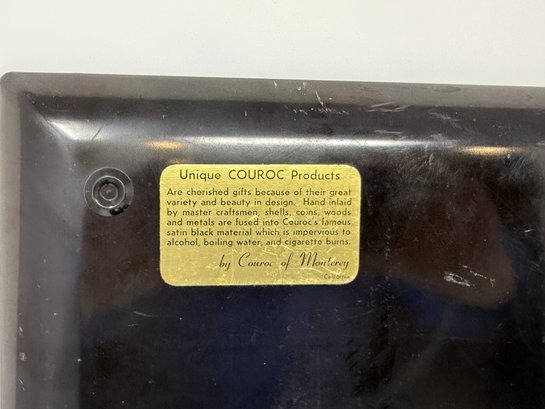 Unique COUROC Products
Are cherished gifts because of their great
variety and beauty in design. Hand inlaid
by master craftsmen, shells, coins, woods
and metals are fused into Couroc's famous
satin black material which is impervious to
alcohol, boiling water, and cigarette burns.
by Couroc of Monterey
California